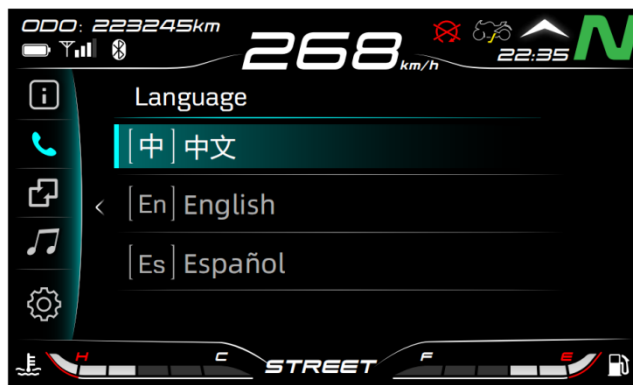 ODO: 223245km
268 km/h
22:35
N
Language
[中] 中文
[En] English
[Es] Español
H C STREET F E